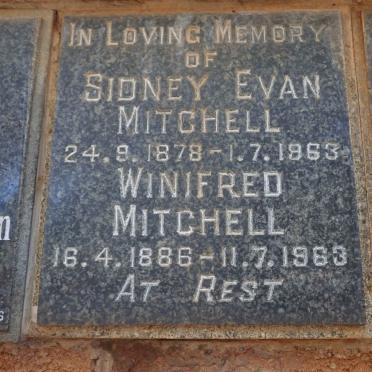 In Loving Memory
of
Sidney Evan
Mitchell
24.9.1878-1.7.1963
Winifred
Mitchell
16.4.1886-11.7.1963
At Rest